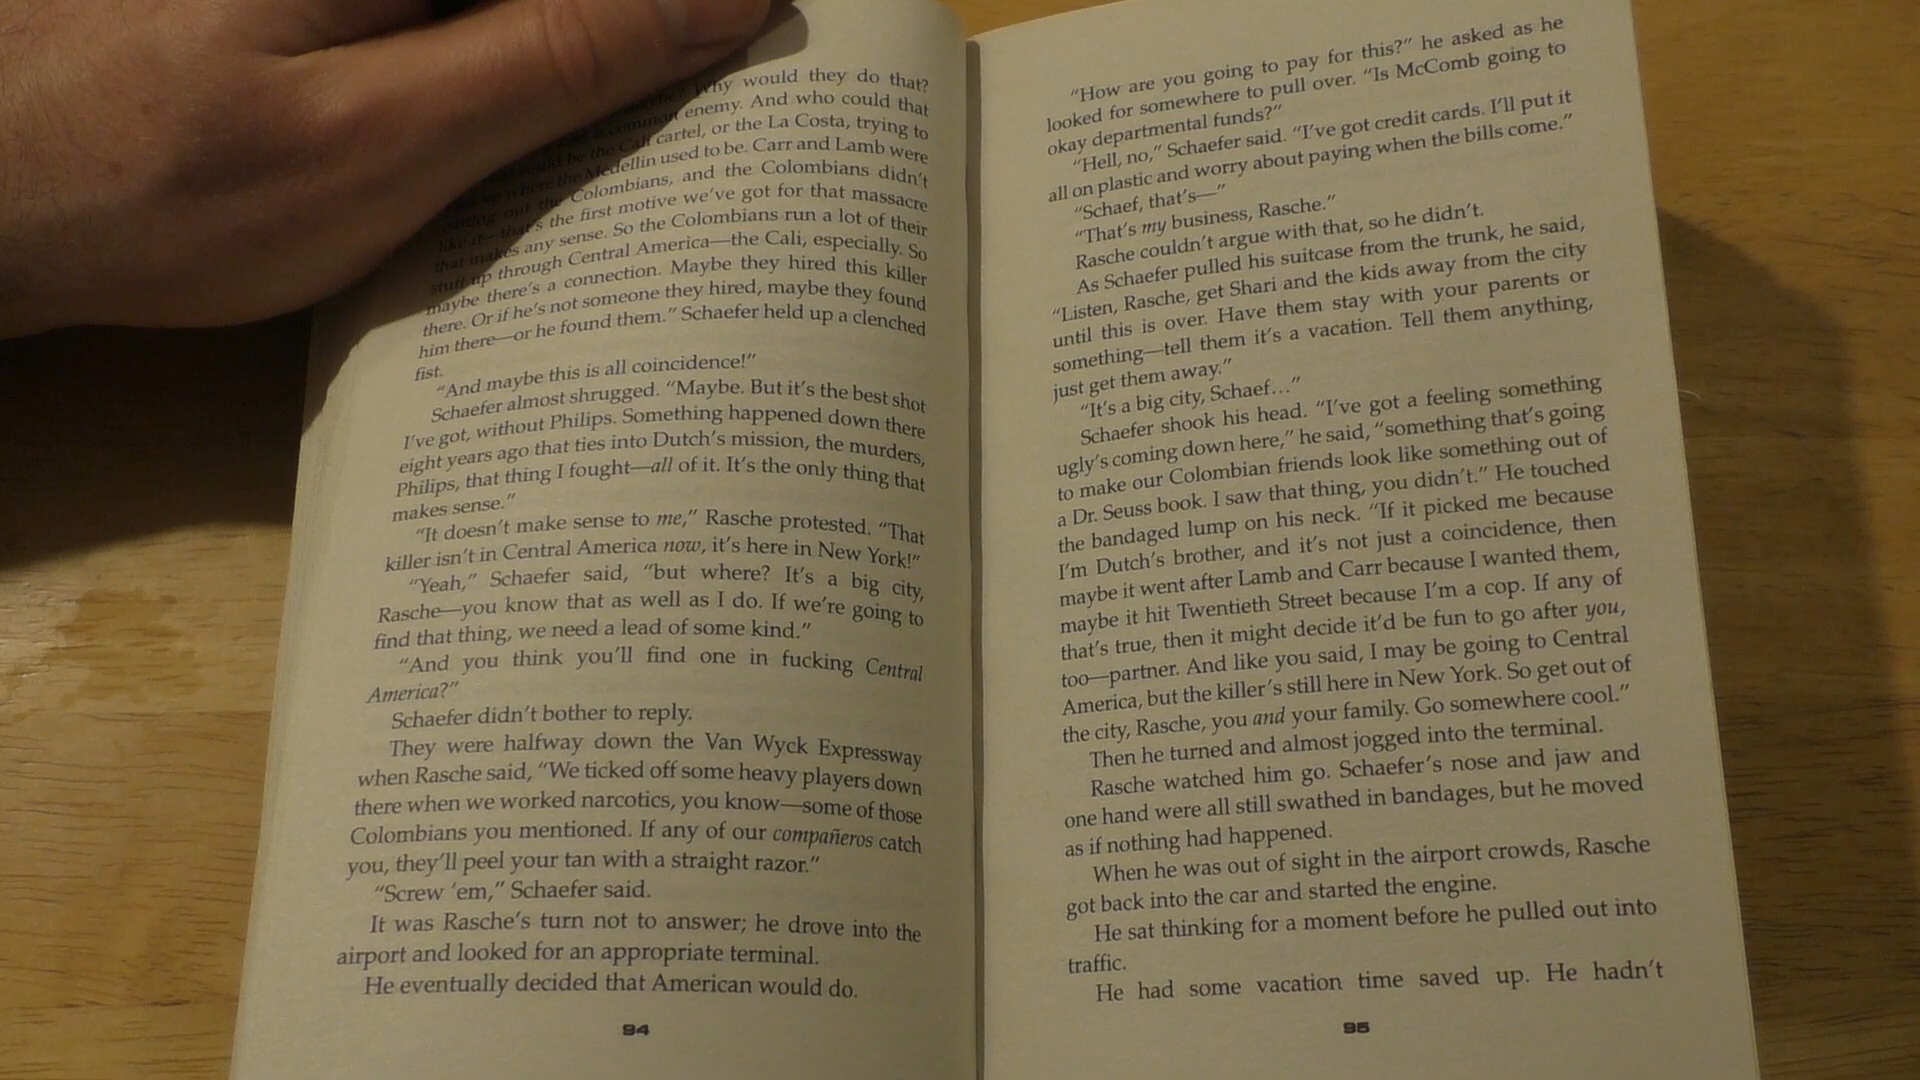 Why would they do that?
a common enemy. And who could that
would be the Cali cartel, or the La Costa, trying to
up where the Medellín used to be. Carr and Lamb were
out the Colombians, and the Colombians didn't
like it—that's the first motive we've got for that massacre
that makes any sense. So the Colombians run a lot of their
stuff up through Central America—the Cali, especially. So
maybe there's a connection. Maybe they hired this killer
there. Or if he's not someone they hired, maybe they found
him there—or he found them.” Schaefer held up a clenched
fist.
“And maybe this is all coincidence!”
Schaefer almost shrugged. “Maybe. But it's the best shot
I've got, without Philips. Something happened down there
eight years ago that ties into Dutch's mission, the murders,
Philips, that thing I fought—all of it. It's the only thing that
makes sense.”
“It doesn't make sense to me,” Rasche protested. “That
killer isn't in Central America now, it's here in New York!”
“Yeah,” Schaefer said, “but where? It's a big city,
Rasche—you know that as well as I do. If we're going to
find that thing, we need a lead of some kind.”
“And you think you'll find one in fucking Central
America?”
Schaefer didn't bother to reply.
They were halfway down the Van Wyck Expressway
when Rasche said, “We ticked off some heavy players down
there when we worked narcotics, you know—some of those
Colombians you mentioned. If any of our compañeros catch
you, they'll peel your tan with a straight razor.”
“Screw 'em,” Schaefer said.
It was Rasche's turn not to answer; he drove into the
airport and looked for an appropriate terminal.
He eventually decided that American would do.
94
“How are you going to pay for this?” he asked as he
looked for somewhere to pull over. “Is McComb going to
okay departmental funds?”
“Hell, no,” Schaefer said. “I've got credit cards. I'll put it
all on plastic and worry about paying when the bills come.”
“Schaef, that's—”
“That's my business, Rasche.”
Rasche couldn't argue with that, so he didn't.
As Schaefer pulled his suitcase from the trunk, he said,
“Listen, Rasche, get Shari and the kids away from the city
until this is over. Have them stay with your parents or
something—tell them it's a vacation. Tell them anything,
just get them away.”
“It's a big city, Schaef…”
Schaefer shook his head. “I've got a feeling something
ugly's coming down here,” he said, “something that's going
to make our Colombian friends look like something out of
a Dr. Seuss book. I saw that thing, you didn't.” He touched
the bandaged lump on his neck. “If it picked me because
I'm Dutch's brother, and it's not just a coincidence, then
maybe it went after Lamb and Carr because I wanted them,
maybe it hit Twentieth Street because I'm a cop. If any of
that's true, then it might decide it'd be fun to go after you,
too—partner. And like you said, I may be going to Central
America, but the killer's still here in New York. So get out of
the city, Rasche, you and your family. Go somewhere cool.”
Then he turned and almost jogged into the terminal.
Rasche watched him go. Schaefer's nose and jaw and
one hand were all still swathed in bandages, but he moved
as if nothing had happened.
When he was out of sight in the airport crowds, Rasche
got back into the car and started the engine.
He sat thinking for a moment before he pulled out into
traffic.
He had some vacation time saved up. He hadn't
95